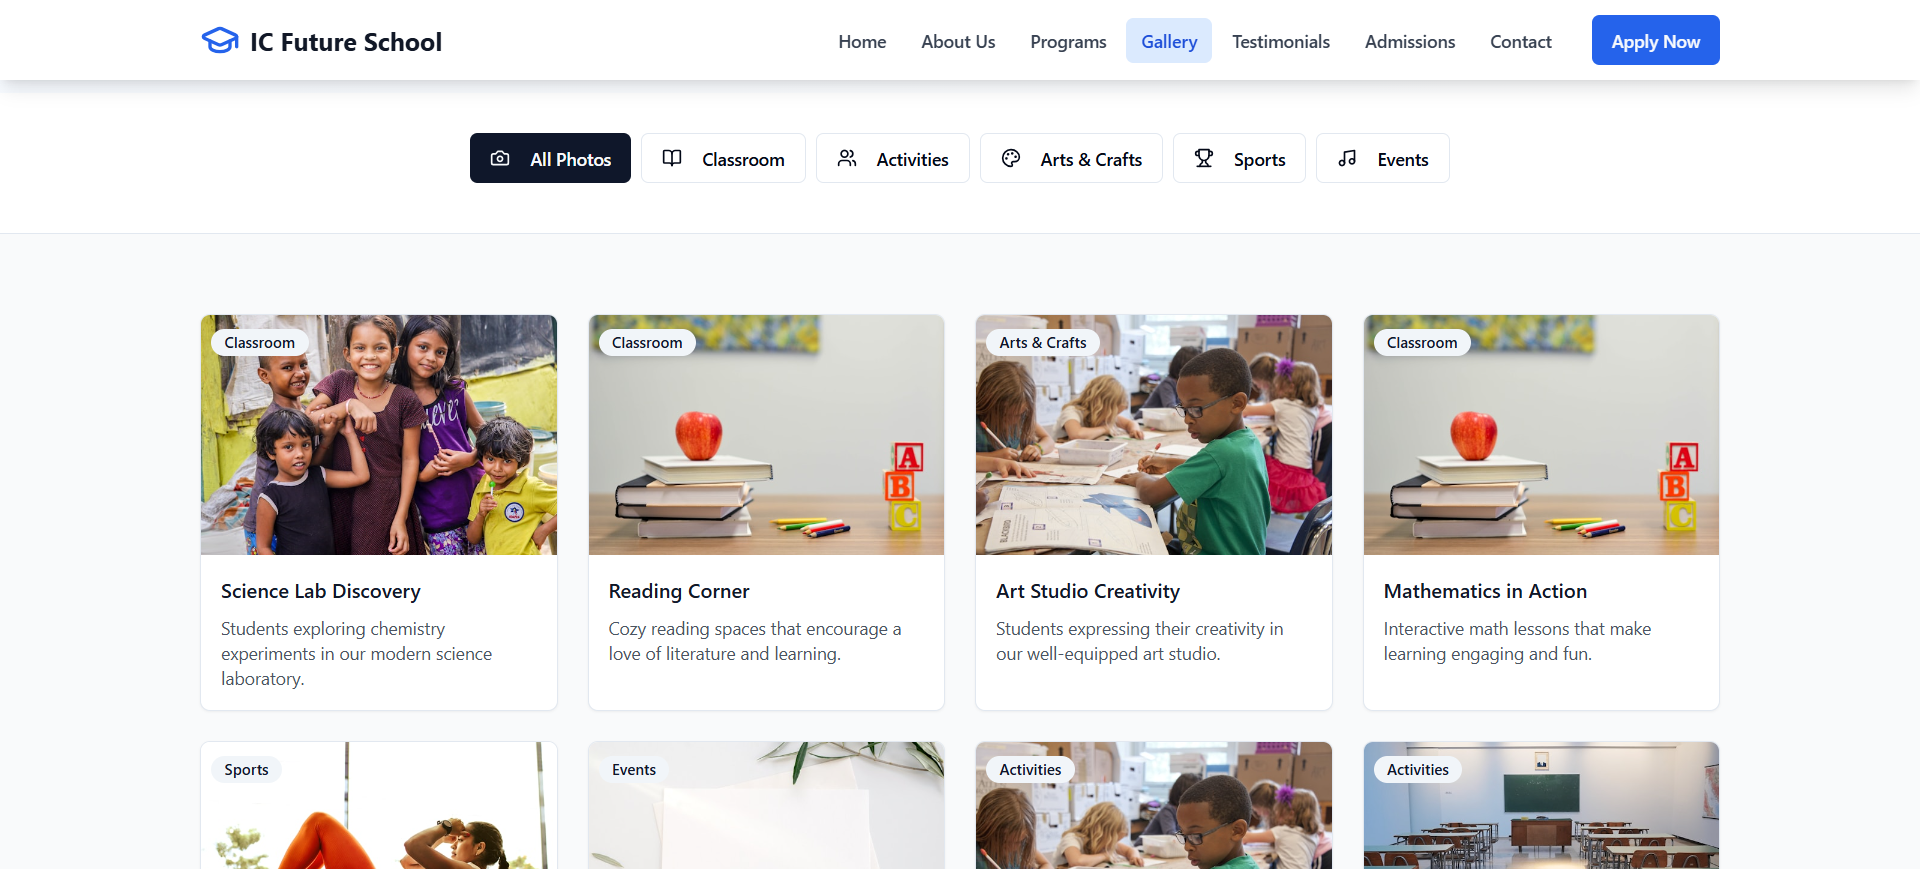 IC Future School
Home
About Us
Programs
Gallery
Testimonials
Admissions
Contact
Apply Now
All Photos
Classroom
Activities
Arts & Crafts
Sports
Events
Classroom
Classroom
Arts & Crafts
Classroom
A
B
C
A
B
C
Science Lab Discovery
Students exploring chemistry
experiments in our modern science
laboratory.
Reading Corner
Cozy reading spaces that encourage a
love of literature and learning.
Art Studio Creativity
Students expressing their creativity in
our well-equipped art studio.
Mathematics in Action
Interactive math lessons that make
learning engaging and fun.
Sports
Events
Activities
Activities